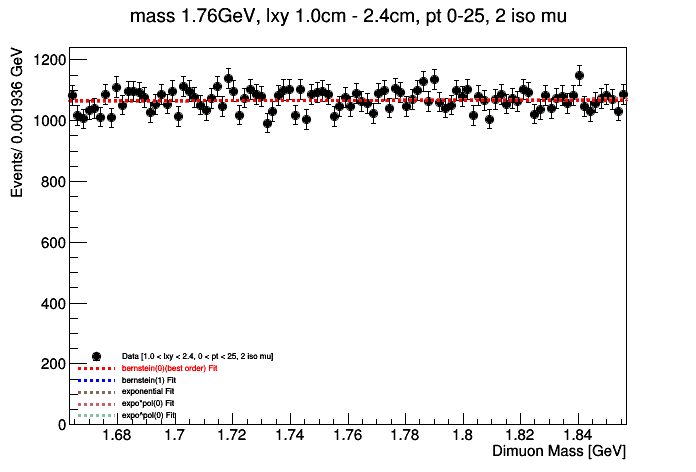 mass 1.76GeV, lxy 1.0cm - 2.4cm, pt 0-25, 2 iso mu
Events/ 0.001936 GeV
1200
1000
800
600
400
200
0
Data [1.0 < lxy < 2.4, 0 < pt < 25, 2 iso mu]
bernstein(0)(best order) Fit
bernstein(1) Fit
exponential Fit
expo*pol(0) Fit
expo^pol(0) Fit
1.68 1.7 1.72 1.74 1.76 1.78 1.8 1.82 1.84
Dimuon Mass [GeV]